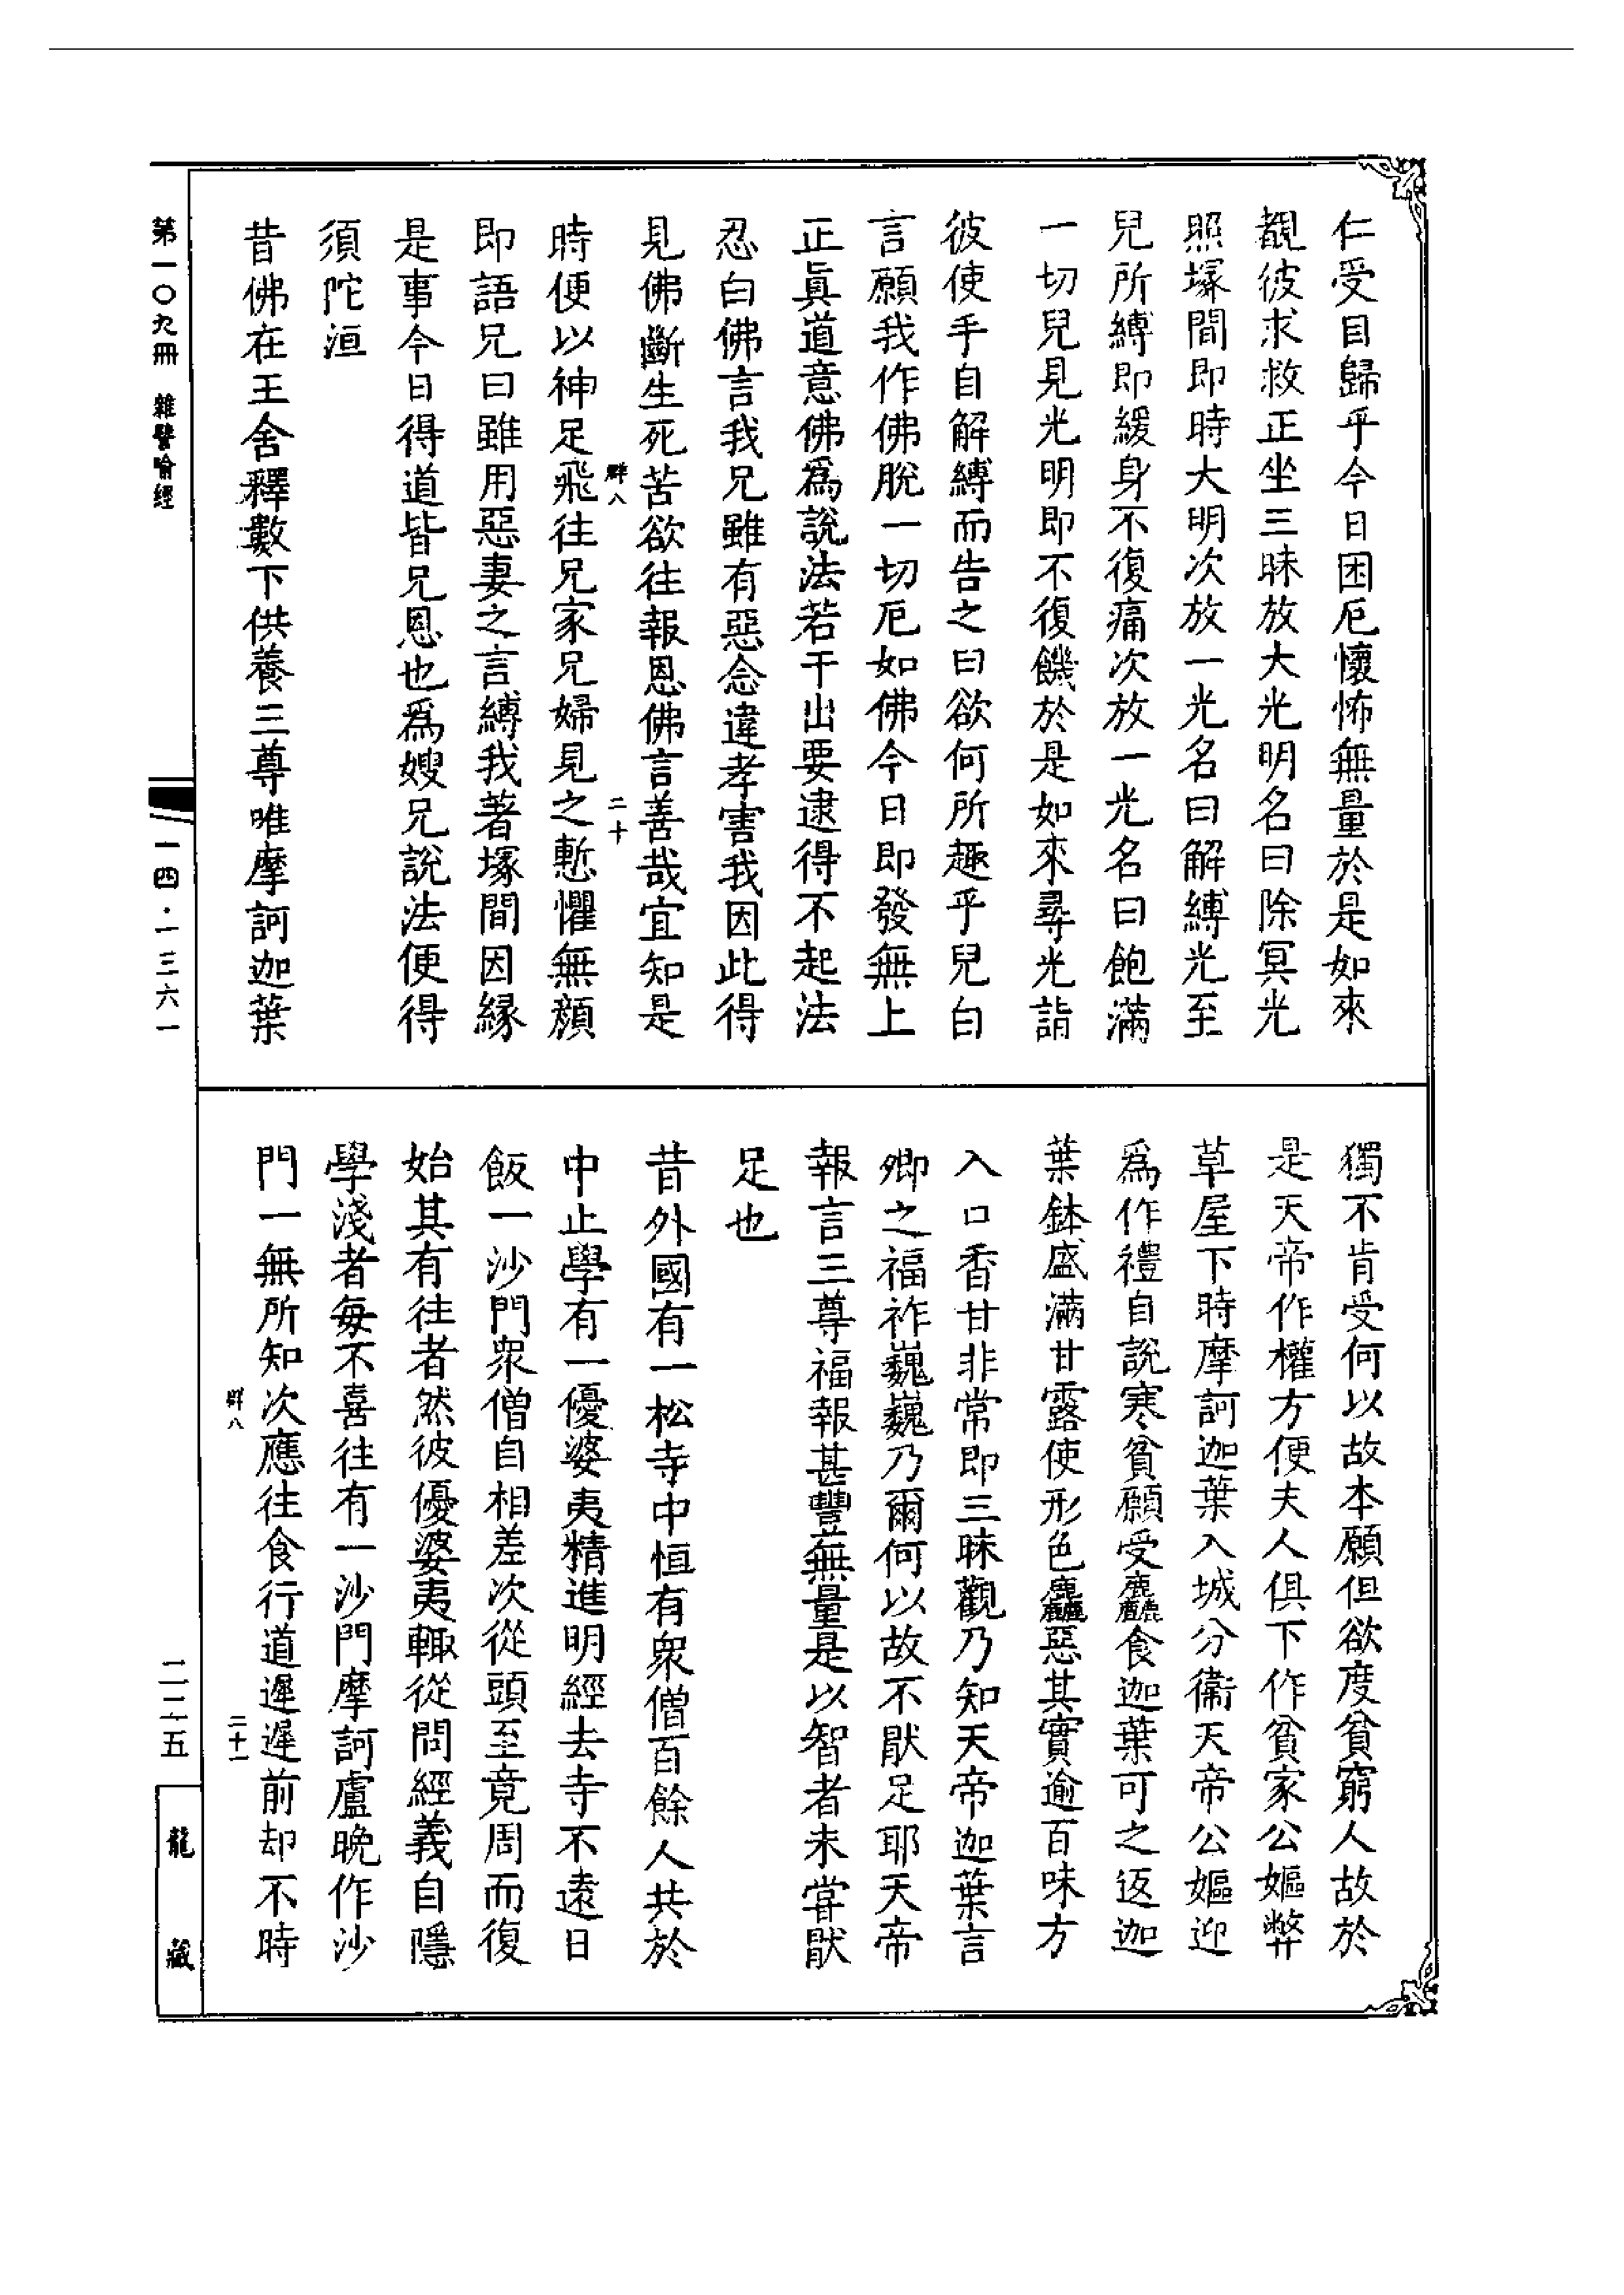 仁受自歸乎今日困厄懷怖無量於是如來
覩彼求救正坐三昧放大光明名曰除冥光
照塚間即時大明次放一光名曰解縛光至
兒所縛即緩身不復痛次放一光名曰飽滿
一切兒見光明即不復饑於是如來尋光詣
彼使手自解縛而告之曰欲何所趣乎兒白
言願我作佛脫一切厄如佛今日即發無上
正眞道意佛爲說法若干出要逮得不起法
忍白佛言我兄雖有惡念違孝害我因此得
見佛斷生死苦欲往報恩佛言善哉宜知是
群八
二十
時便以神足飛往兄家兄婦見之慙懼無顏
即語兄曰雖用惡妻之言縛我著塚間因縁
是事今日得道皆兄恩也爲嫂兄說法便得
須陀洹
昔佛在王舍釋數下供養三尊唯摩訶迦葉
獨不肯受何以故本願但欲度貧窮人故於
是天帝作權方便夫人俱下作貧家公嫗弊
草屋下時摩訶迦葉入城分衞天帝公嫗迎
爲作禮自說寒貧願受麤食迦葉可之返迦
葉鉢盛滿甘露使形色麤惡其實逾百味方
入口香甘非常即三昧觀乃知天帝迦葉言
卿之福祚巍巍乃爾何以故不猒足耶天帝
報言三尊福報甚豐無量是以智者未甞猒
足也
昔外國有一松寺中恒有衆僧百餘人共於
中止學有一優婆夷精進明經去寺不遠日
飯一沙門衆僧自相差次從頭至竟周而復
始其有往者然彼優婆夷輙從問經義自隱
學淺者每不喜往有一沙門摩訶盧晚作沙
門一無所知次應往食行道遲遲前却不時
群八
二十一
第一〇九冊 雜譬喻經
一四·一三六一
二二五
龍藏